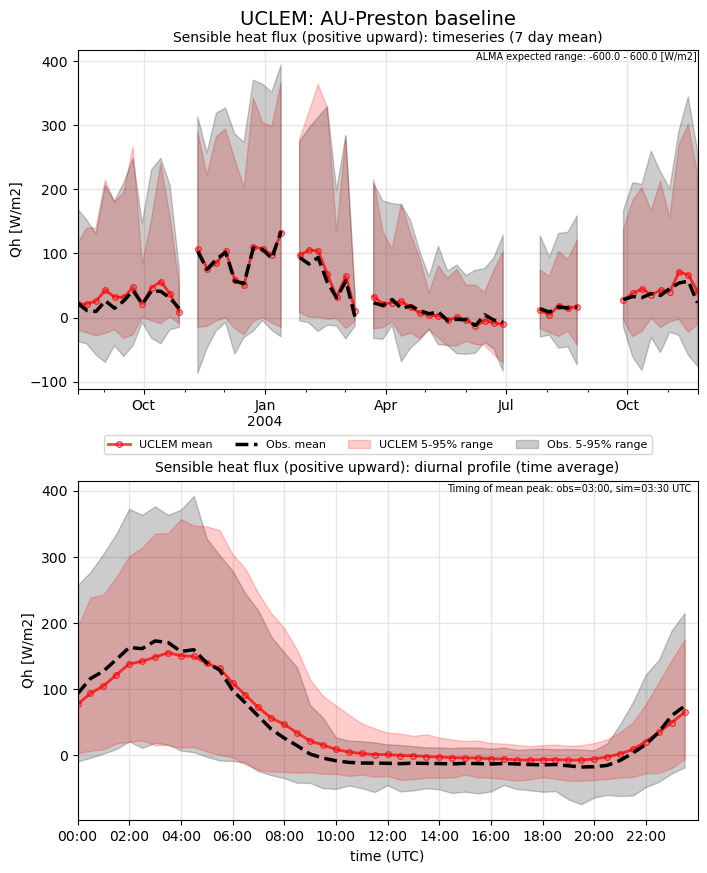 UCLEM: AU-Preston baseline
Sensible heat flux (positive upward): timeseries (7 day mean)
ALMA expected range: -600.0 - 600.0 [W/m2]
400
300
200
100
0
−100
Qh [W/m2]
Oct Jan Apr Jul Oct
2004
UCLEM mean Obs. mean UCLEM 5-95% range Obs. 5-95% range
Sensible heat flux (positive upward): diurnal profile (time average)
Timing of mean peak: obs=03:00, sim=03:30 UTC
400
300
200
100
0
Qh [W/m2]
00:00 02:00 04:00 06:00 08:00 10:00 12:00 14:00 16:00 18:00 20:00 22:00
time (UTC)